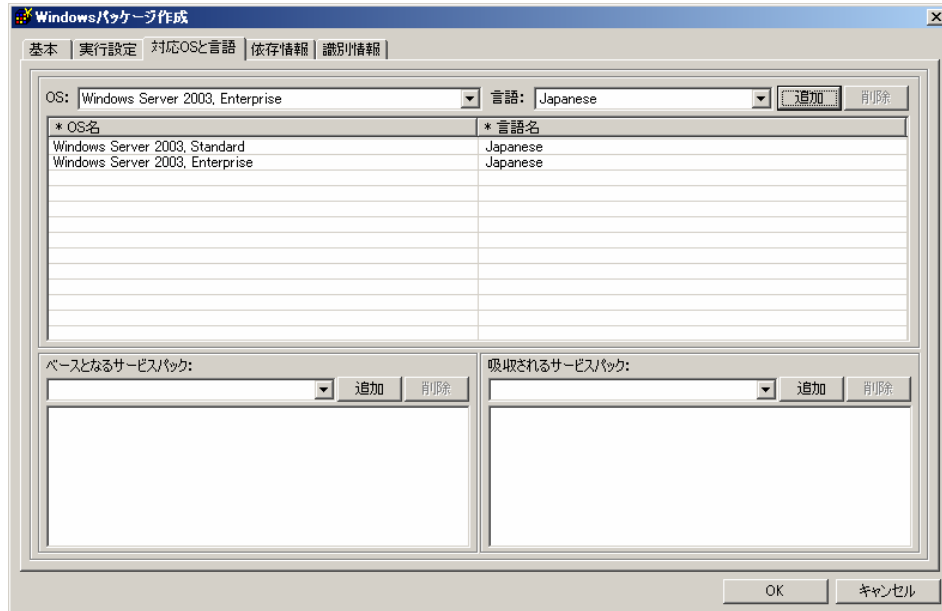 Windowsパッケージ作成
基本 実行設定 対応OSと言語 依存情報 識別情報
OS: Windows Server 2003, Enterprise 言語: Japanese 追加 削除
* OS名 * 言語名
Windows Server 2003, Standard Japanese
Windows Server 2003, Enterprise Japanese
ベースとなるサービスパック: 吸収されるサービスパック:
追加 削除 追加 削除
OK キャンセル